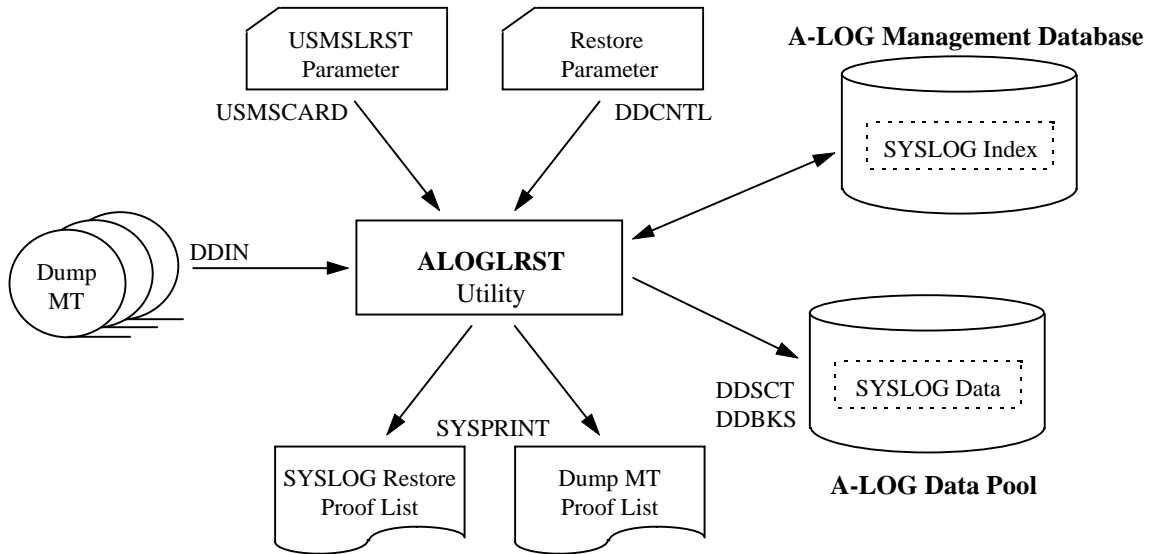 USMSLRST
Parameter
Restore
Parameter
A-LOG Management Database
USMSCARD
DDCNTL
SYSLOG Index
DDIN
Dump
MT
ALOGLRST
Utility
DDSCT
DDBKS
SYSLOG Data
SYSPRINT
SYSLOG Restore
Proof List
Dump MT
Proof List
A-LOG Data Pool